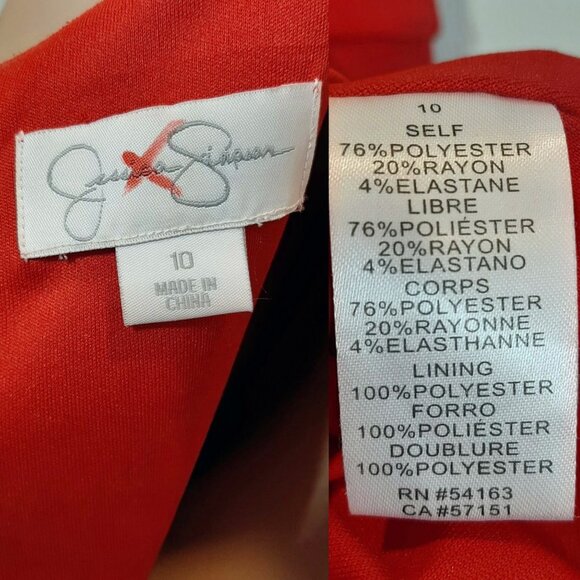 Jessica Simpson
10
MADE IN
CHINA
10
SELF
76%POLYESTER
20%RAYON
4%ELASTANE
LIBRE
76%POLIÉSTER
20%RAYON
4%ELASTANO
CORPS
76%POLYESTER
20%RAYONNE
4%ELASTHANNE
LINING
100%POLYESTER
FORRO
100%POLIÉSTER
DOUBLURE
100%POLYESTER
RN #54163
CA #57151